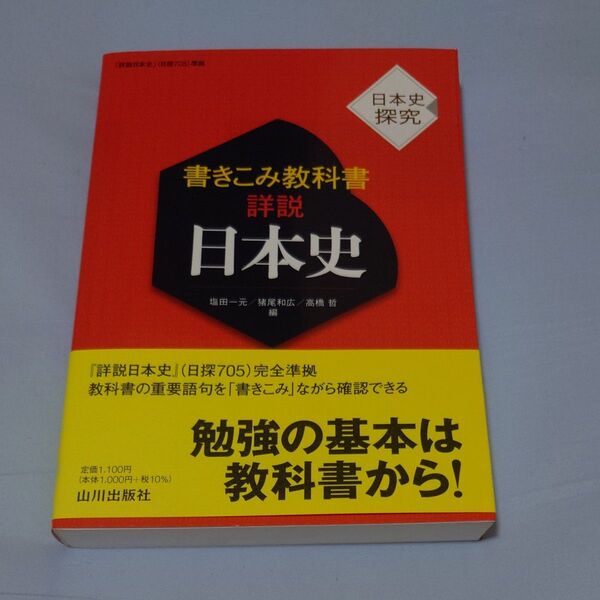 『詳説日本史』(日探705)準拠
日本史
探究
書きこみ教科書
詳説
日本史
塩田一元/猪尾和広/高橋 哲
編
『詳説日本史』(日探705)完全準拠
教科書の重要語句を「書きこみ」ながら確認できる
勉強の基本は
教科書から!
定価1,100円
(本体1,000円+税10%)
山川出版社